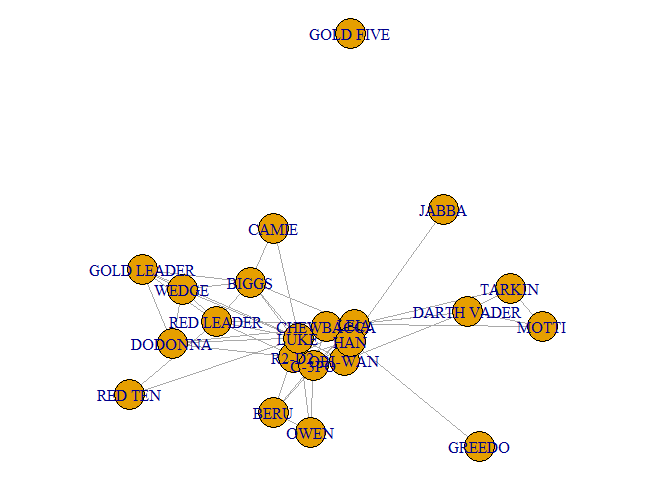 GOLD FIVE
JABBA
CAMIE
GOLD LEADER
BIGGS
WEDGE
TARKIN
DARTH VADER
RED LEADER
CHEWBACCA
LEIA
MOTTI
LUKE
HAN
DODONNA
R2-D2
OBI-WAN
C-3PO
RED TEN
BERU
OWEN
GREEDO